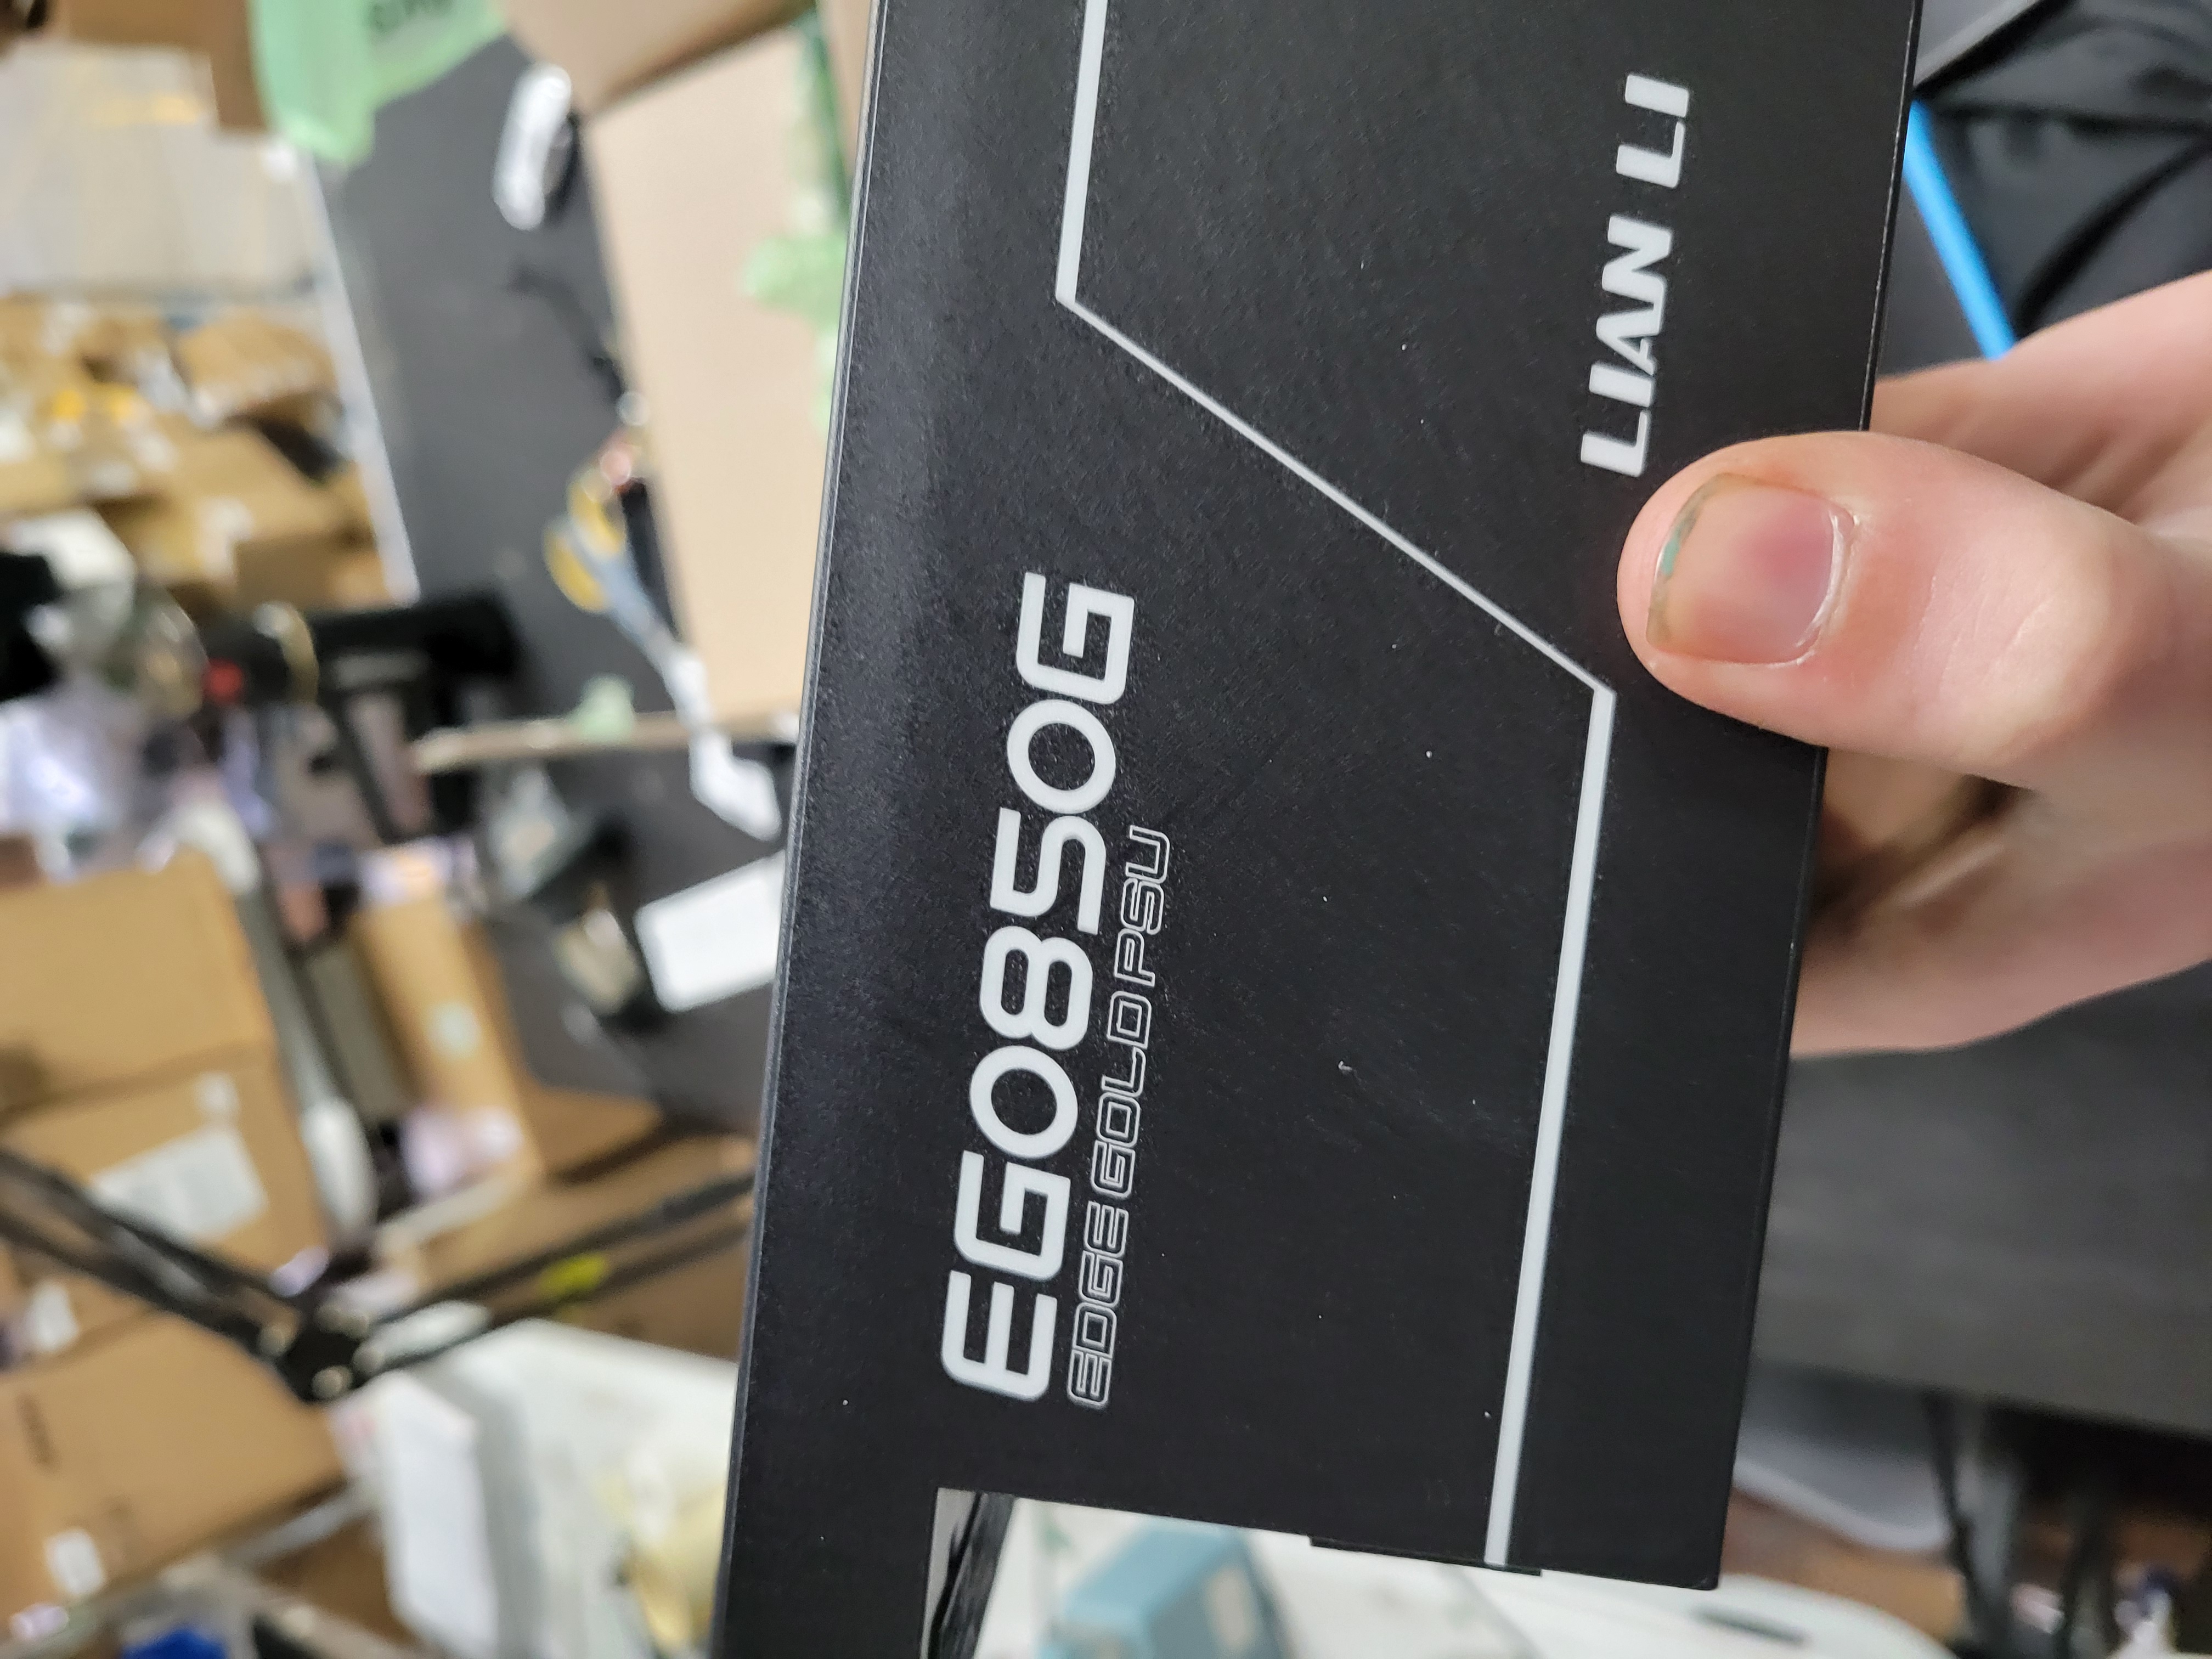 EG0850G
EDGE GOLD PSU
LIAN LI